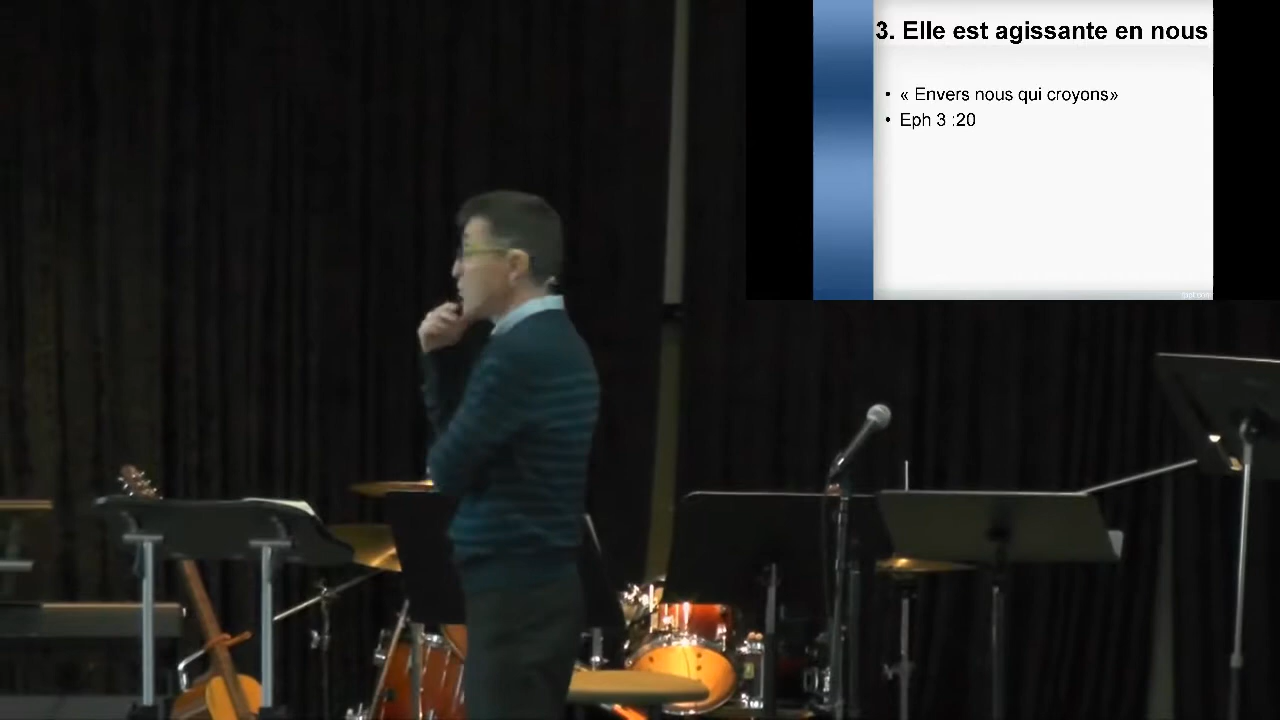 3. Elle est agissante en nous
• « Envers nous qui croyons»
• Eph 3 :20